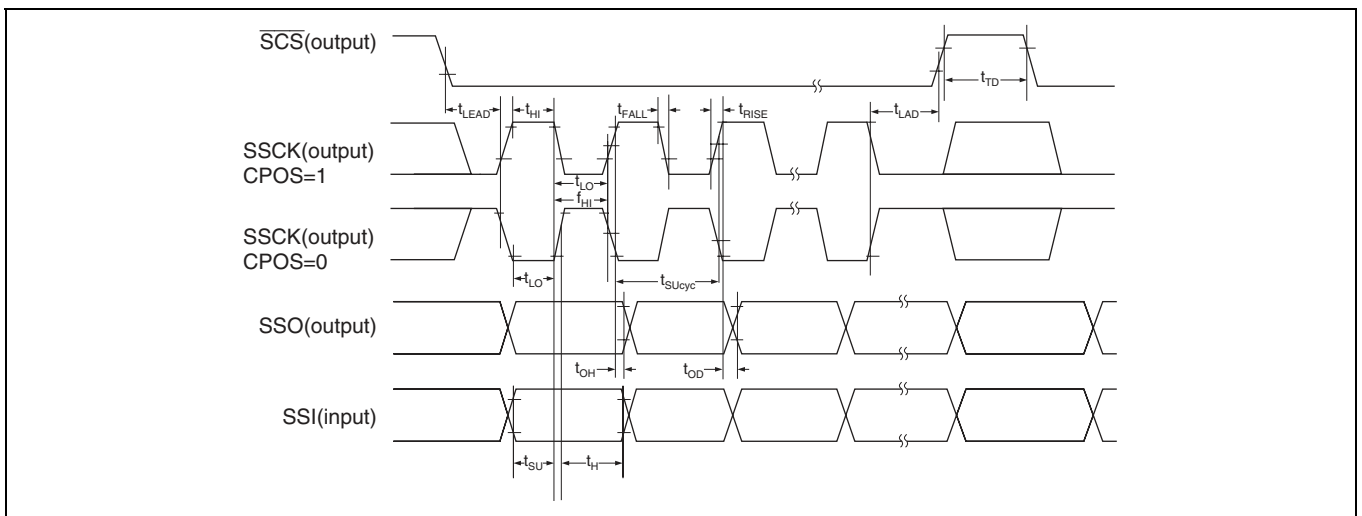 SCS(output)
tTD
tLEAD
tHI
tFALL
tRISE
tLAD
SSCK(output)
CPOS=1
tLO
fHI
SSCK(output)
CPOS=0
tLO
tSUcyc
SSO(output)
tOH
tOD
SSI(input)
tSU
tH